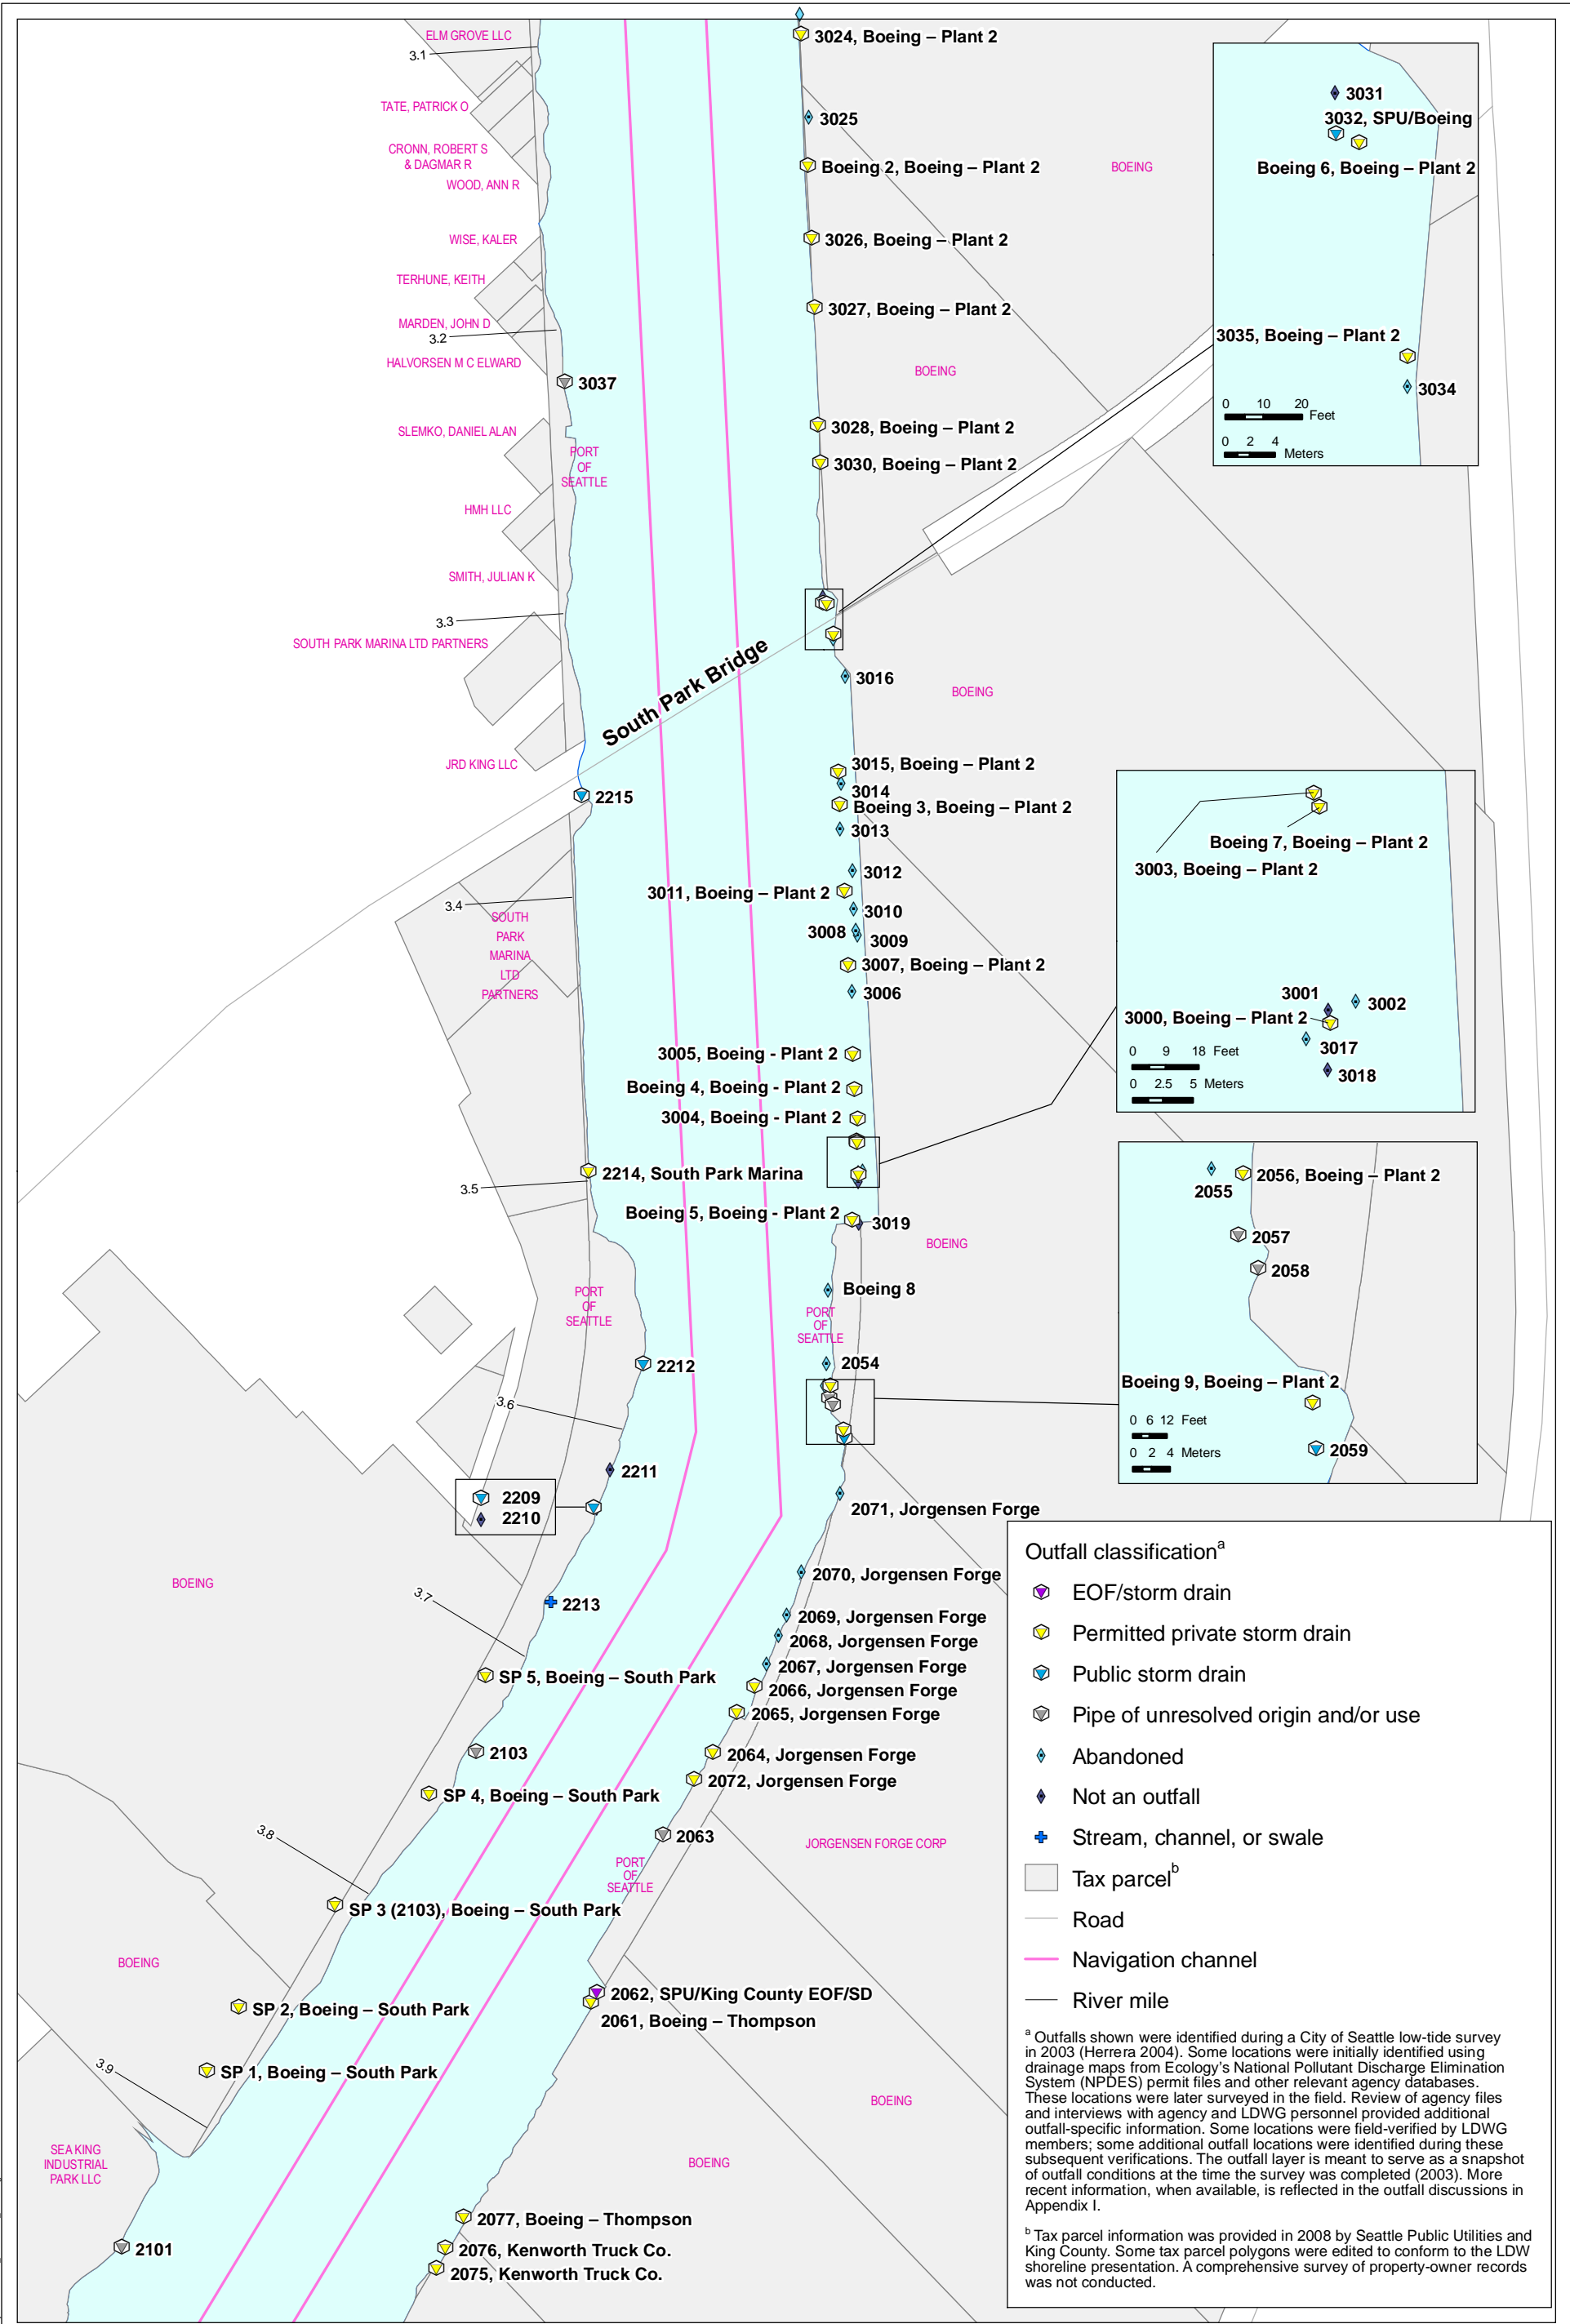 ELM GROVE LLC
3.1
TATE, PATRICK O
CRONN, ROBERT S
& DAGMAR R
WOOD, ANN R
WISE, KALER
TERHUNE, KEITH
MARDEN, JOHN D
3.2
HALVORSEN M C ELWARD
3037
SLEMKO, DANIEL ALAN
PORT
OF
SEATTLE
HMH LLC
SMITH, JULIAN K
3.3
SOUTH PARK MARINA LTD PARTNERS
JRD KING LLC
South Park Bridge
2215
3.4
SOUTH
PARK
MARINA
LTD
PARTNERS
2214, South Park Marina
3.5
PORT
OF
SEATTLE
2212
3.6
2211
2209
2210
BOEING
3.7
2213
SP 5, Boeing – South Park
2103
SP 4, Boeing – South Park
3.8
SP 3 (2103), Boeing – South Park
BOEING
SP 2, Boeing – South Park
SP 1, Boeing – South Park
3.9
SEA KING
INDUSTRIAL
PARK LLC
2101
3024, Boeing – Plant 2
3025
Boeing 2, Boeing – Plant 2
BOEING
3026, Boeing – Plant 2
3027, Boeing – Plant 2
BOEING
3028, Boeing – Plant 2
3030, Boeing – Plant 2
3016
BOEING
3015, Boeing – Plant 2
3014
Boeing 3, Boeing – Plant 2
3013
3012
3011, Boeing – Plant 2
3010
3008
3009
3007, Boeing – Plant 2
3006
3005, Boeing - Plant 2
Boeing 4, Boeing - Plant 2
3004, Boeing - Plant 2
Boeing 5, Boeing - Plant 2
3019
BOEING
Boeing 8
PORT
OF
SEATTLE
2054
2071, Jorgensen Forge
2070, Jorgensen Forge
2069, Jorgensen Forge
2068, Jorgensen Forge
2067, Jorgensen Forge
2066, Jorgensen Forge
2065, Jorgensen Forge
2064, Jorgensen Forge
2072, Jorgensen Forge
2063
JORGENSEN FORGE CORP
PORT
OF
SEATTLE
2062, SPU/King County EOF/SD
2061, Boeing – Thompson
BOEING
BOEING
2077, Boeing – Thompson
2076, Kenworth Truck Co.
2075, Kenworth Truck Co.
3031
3032, SPU/Boeing
Boeing 6, Boeing – Plant 2
3035, Boeing – Plant 2
3034
0 10 20
Feet
0 2 4
Meters
Boeing 7, Boeing – Plant 2
3003, Boeing – Plant 2
3001
3002
3000, Boeing – Plant 2
3017
3018
0 9 18 Feet
0 2.5 5 Meters
2055
2056, Boeing – Plant 2
2057
2058
Boeing 9, Boeing – Plant 2
0 6 12 Feet
2059
0 2 4 Meters
Outfall classification^a
EOF/storm drain
Permitted private storm drain
Public storm drain
Pipe of unresolved origin and/or use
Abandoned
Not an outfall
Stream, channel, or swale
Tax parcel^b
Road
Navigation channel
River mile
^a Outfalls shown were identified during a City of Seattle low-tide survey
in 2003 (Herrera 2004). Some locations were initially identified using
drainage maps from Ecology's National Pollutant Discharge Elimination
System (NPDES) permit files and other relevant agency databases.
These locations were later surveyed in the field. Review of agency files
and interviews with agency and LDWG personnel provided additional
outfall-specific information. Some locations were field-verified by LDWG
members; some additional outfall locations were identified during these
subsequent verifications. The outfall layer is meant to serve as a snapshot
of outfall conditions at the time the survey was completed (2003). More
recent information, when available, is reflected in the outfall discussions in
Appendix I.
^b Tax parcel information was provided in 2008 by Seattle Public Utilities and
King County. Some tax parcel polygons were edited to conform to the LDW
shoreline presentation. A comprehensive survey of property-owner records
was not conducted.